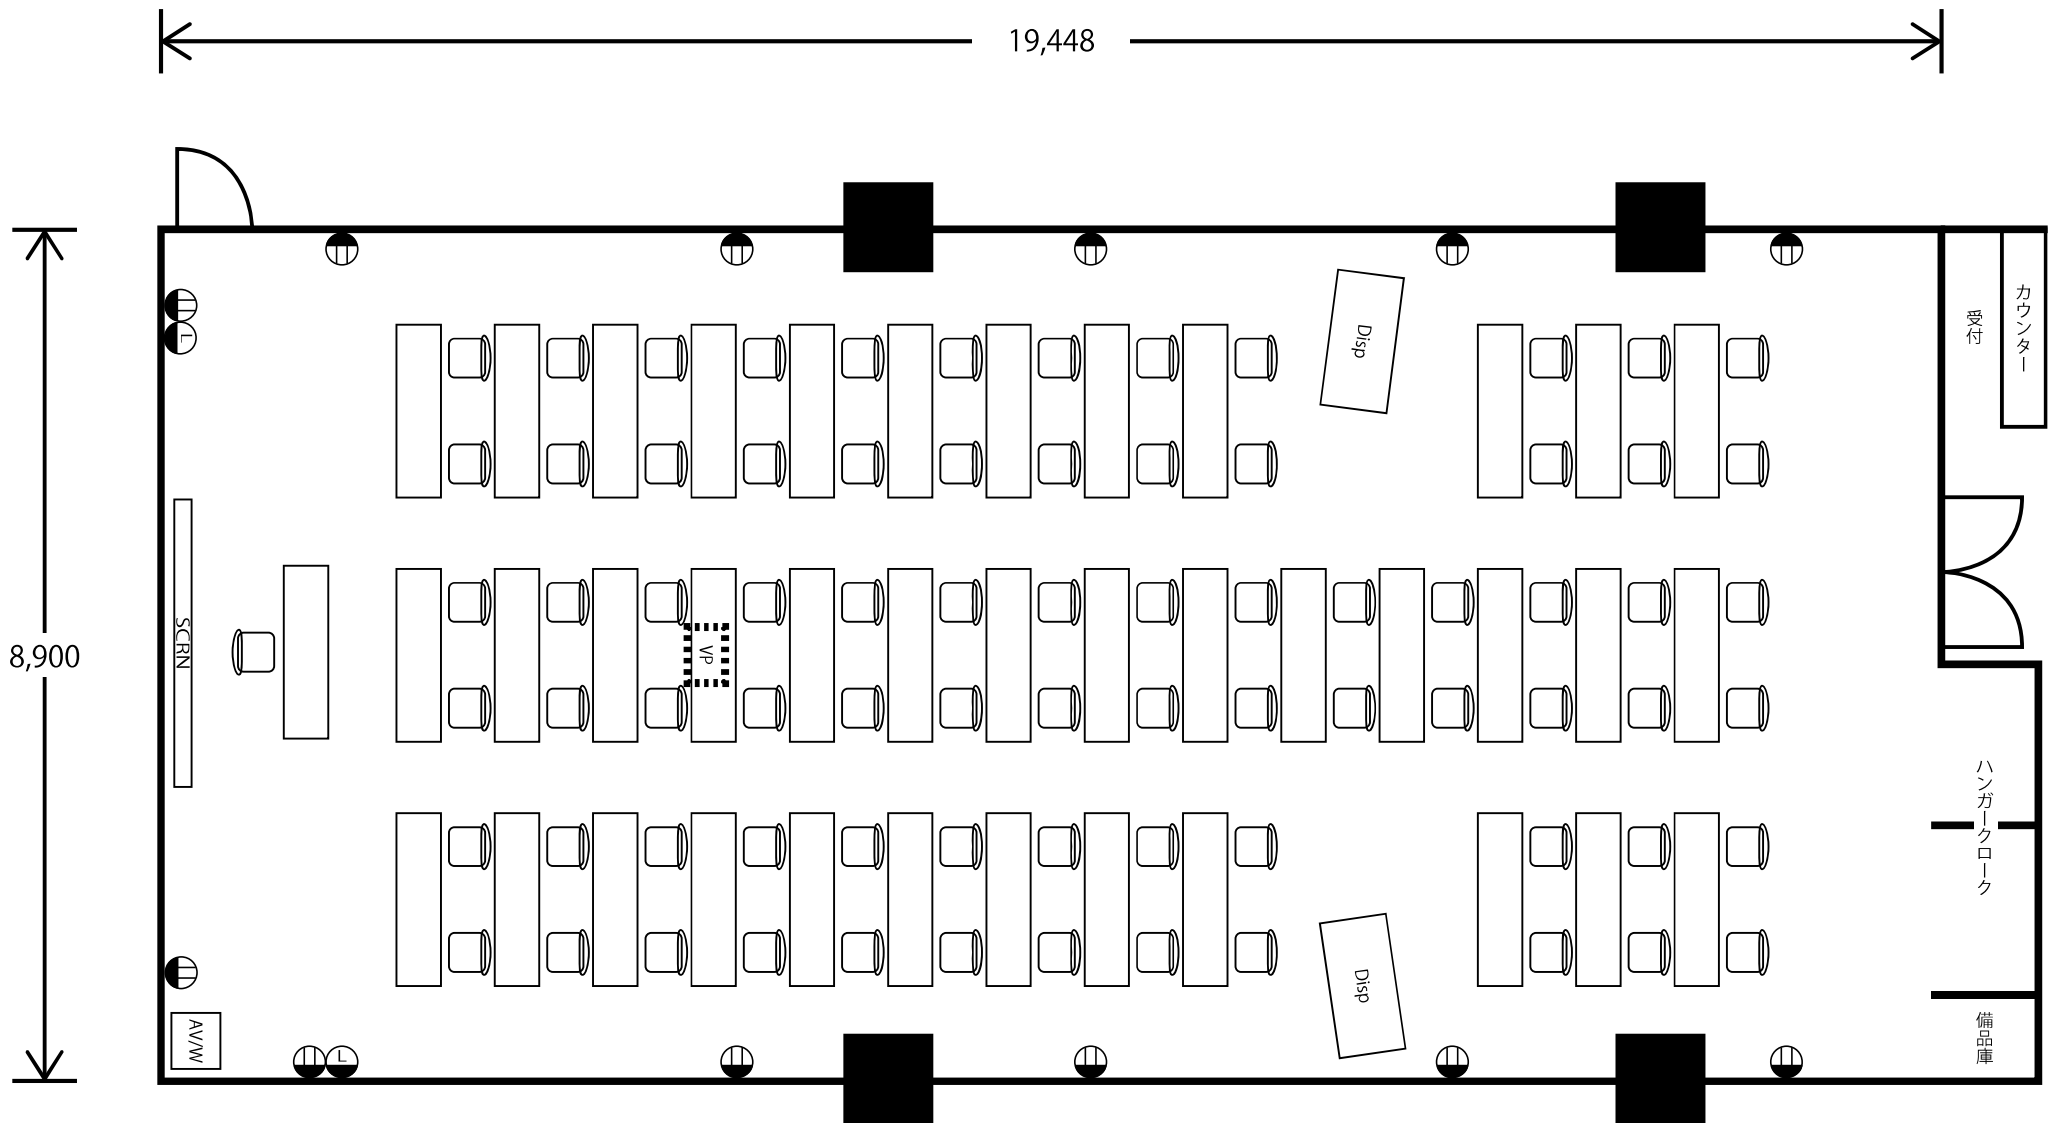 19,448
カウンター
受付
Disp
8,900
SCRN
VP
ハンガークローク
Disp
AV/W
L
L
備品庫